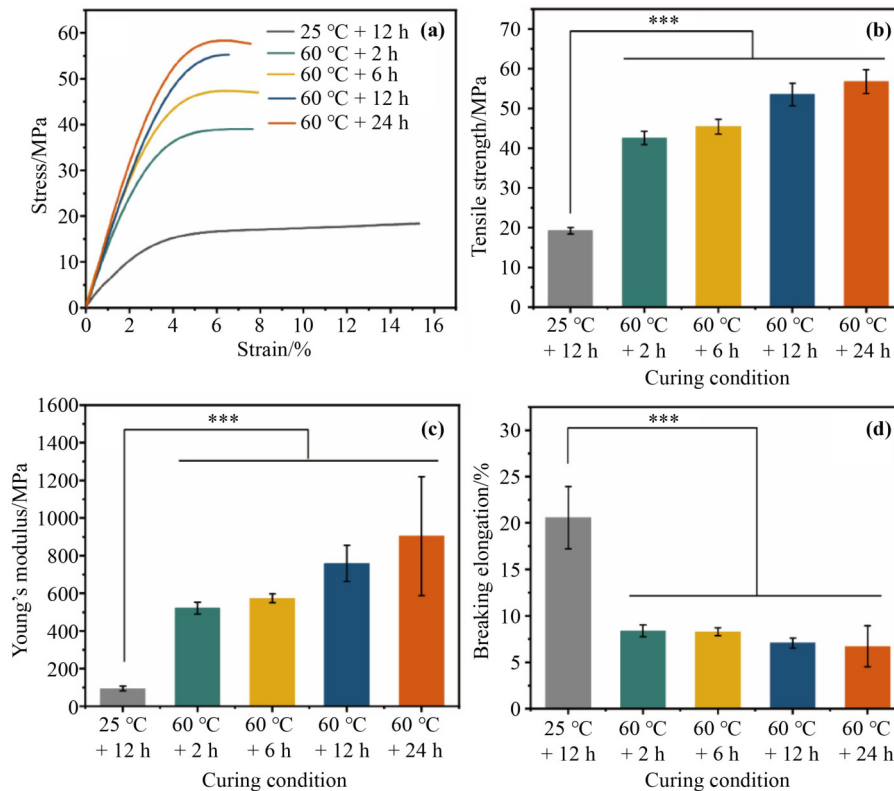 (a)
60
50
40
30
20
10
0
Stress/MPa
25 °C + 12 h
60 °C + 2 h
60 °C + 6 h
60 °C + 12 h
60 °C + 24 h
0 2 4 6 8 10 12 14 16
Strain/%
(b)
***
70
60
50
40
30
20
10
0
Tensile strength/MPa
25 °C 60 °C 60 °C 60 °C 60 °C
+ 12 h + 2 h + 6 h + 12 h + 24 h
Curing condition
(c)
***
1600
1400
1200
1000
800
600
400
200
0
Young's modulus/MPa
25 °C 60 °C 60 °C 60 °C 60 °C
+ 12 h + 2 h + 6 h + 12 h + 24 h
Curing condition
(d)
***
30
25
20
15
10
5
0
Breaking elongation/%
25 °C 60 °C 60 °C 60 °C 60 °C
+ 12 h + 2 h + 6 h + 12 h + 24 h
Curing condition